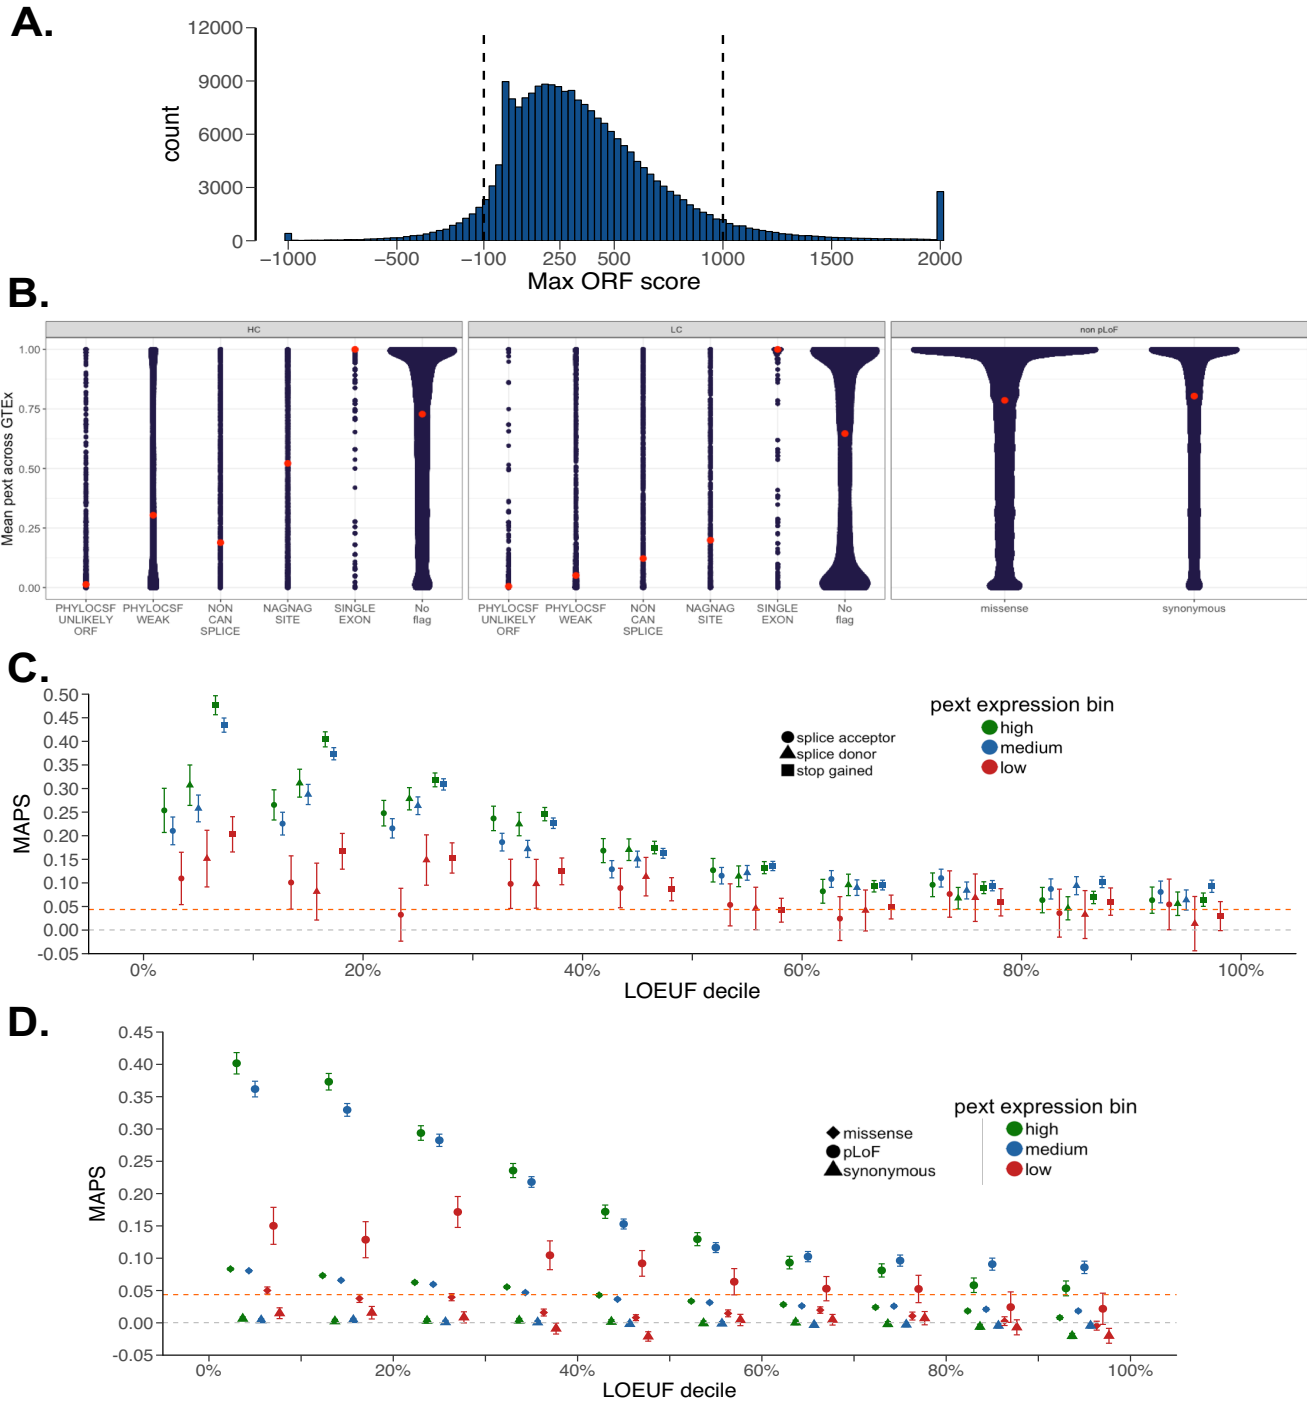 A.
12000
9000
6000
3000
0
count
−1000 −500 −100 250 500 1000 1500 2000
Max ORF score
B.
HC LC non pLoF
1.00
0.75
0.50
0.25
0.00
Mean pext across GTEx
PHYLOCSF UNLIKELY ORF
PHYLOCSF WEAK
NON CAN SPLICE
NAGNAG SITE
SINGLE EXON
No flag
PHYLOCSF UNLIKELY ORF
PHYLOCSF WEAK
NON CAN SPLICE
NAGNAG SITE
SINGLE EXON
No flag
missense
synonymous
C.
0.50
0.45
0.40
0.35
0.30
0.25
0.20
0.15
0.10
0.05
0.00
-0.05
MAPS
splice acceptor
splice donor
stop gained
pext expression bin
high
medium
low
0% 20% 40% 60% 80% 100%
LOEUF decile
D.
0.45
0.40
0.35
0.30
0.25
0.20
0.15
0.10
0.05
0.00
-0.05
MAPS
missense
pLoF
synonymous
pext expression bin
high
medium
low
0% 20% 40% 60% 80% 100%
LOEUF decile